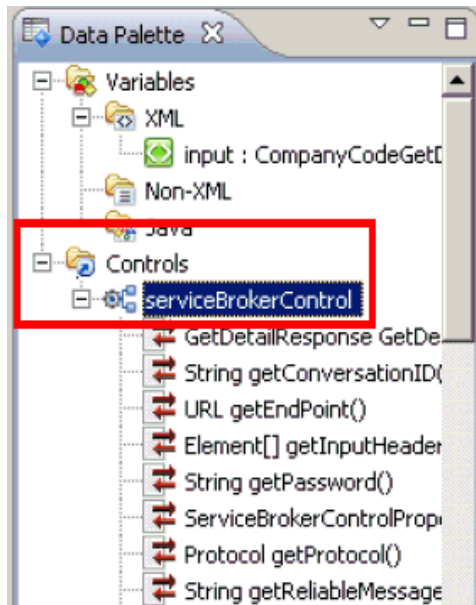 Data Palette
Variables
XML
input : CompanyCodeGetD
Non-XML
Java
Controls
serviceBrokerControl
GetDetailResponse GetDe
String getConversationID(
URL getEndPoint()
Element[] getInputHeader
String getPassword()
ServiceBrokerControlPrope
Protocol getProtocol()
String getReliableMessage